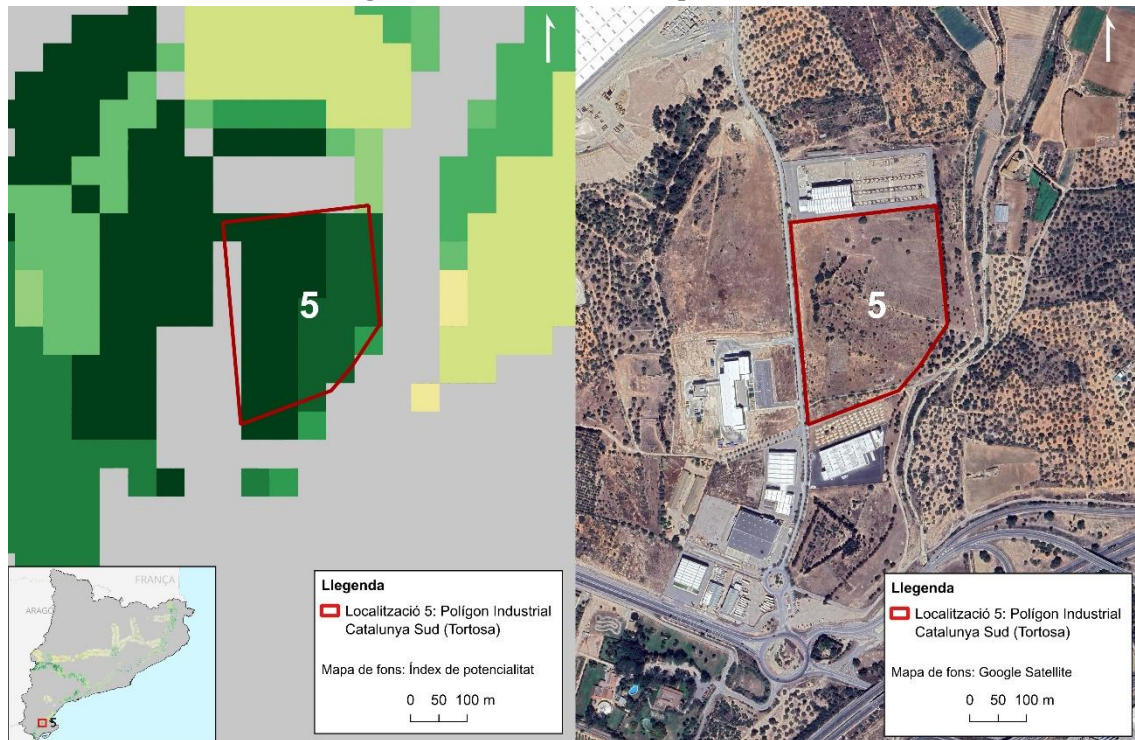 5
Llegenda
Localització 5: Polígon Industrial
Catalunya Sud (Tortosa)
Mapa de fons: Índex de potencialitat
0 50 100 m
FRANÇA
ARAGÓ
5
5
Llegenda
Localització 5: Polígon Industrial
Catalunya Sud (Tortosa)
Mapa de fons: Google Satellite
0 50 100 m